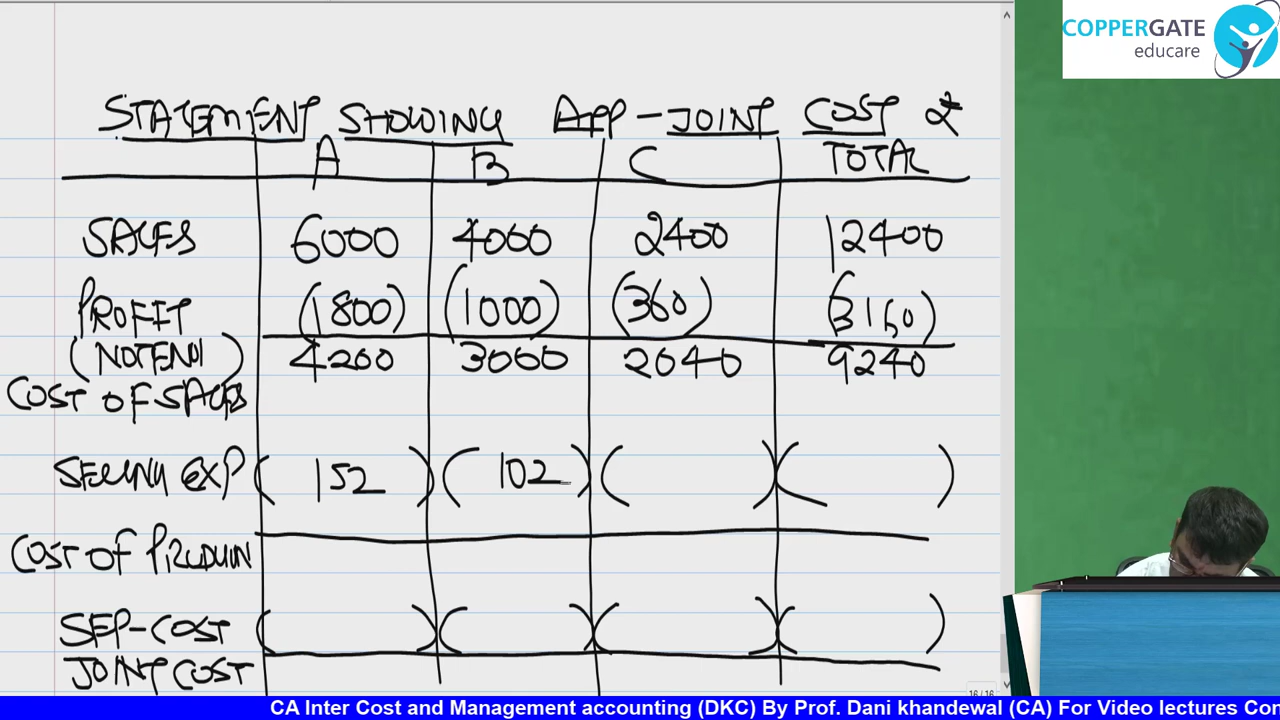 COPPERGATE
educare
STATEMENT SHOWING APP-JOINT COST ₹
A B C TOTAL
SALES 6000 4000 2400 12400
PROFIT (1800) (1000) (360) (3160)
4200 3000 2040 9240
COST OF SALES
SELLING EXP ( 152 ) ( 102 ) ( ) ( )
COST OF
SEP-COST ( ) ( ) ( ) ( )
JOINT COST
16/16
CA Inter Cost and Management accounting (DKC) By Prof. Dani khandewal (CA) For Video lectures Con